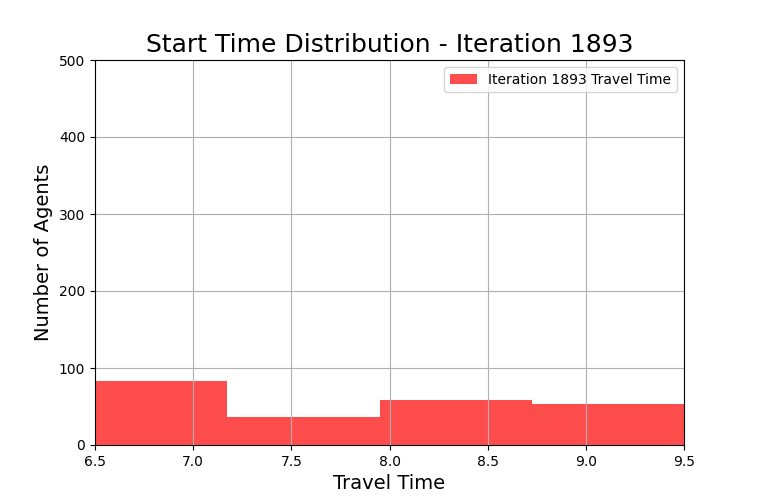 Start Time Distribution - Iteration 1893
Iteration 1893 Travel Time
Number of Agents
500
400
300
200
100
0
6.5 7.0 7.5 8.0 8.5 9.0 9.5
Travel Time